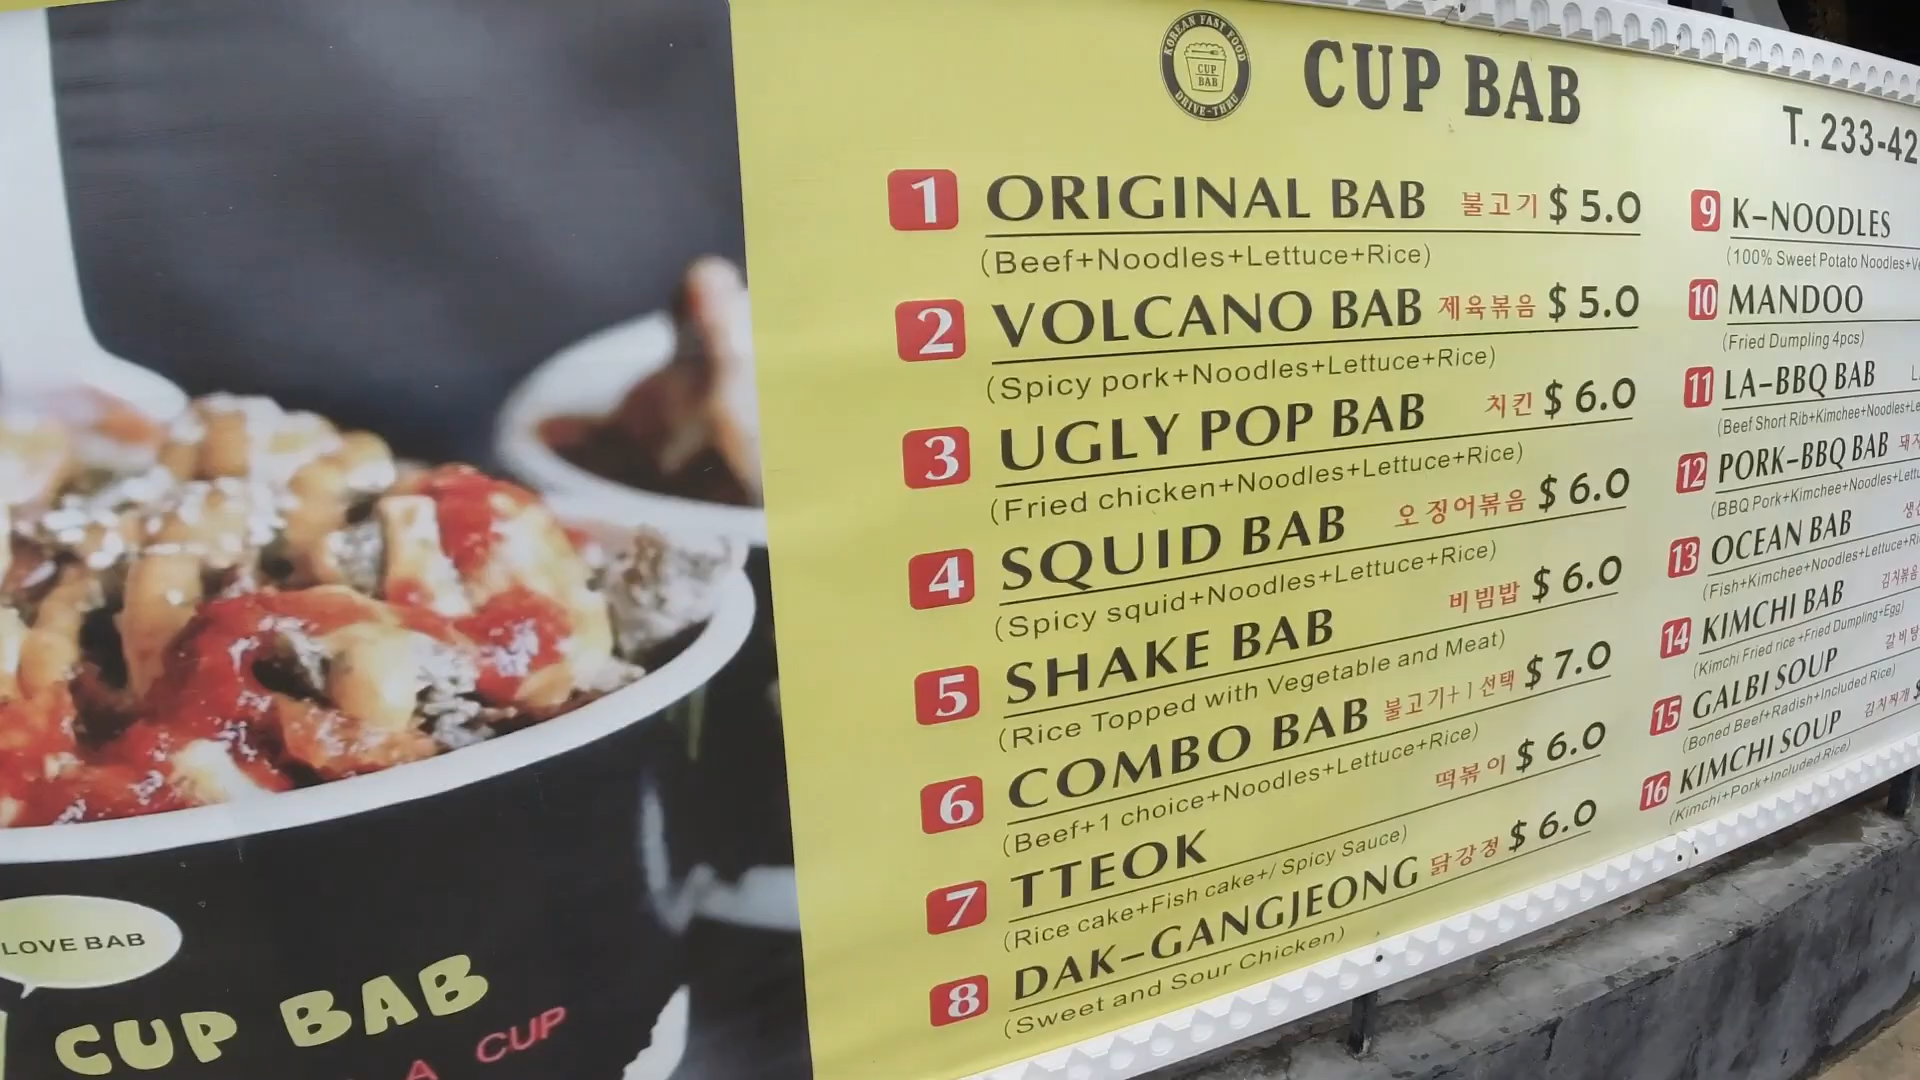 KOREAN FAST FOOD
CUP
BAB
DRIVE-THRU
CUP BAB
T. 233-42
1 ORIGINAL BAB 불고기 $ 5.0
(Beef+Noodles+Lettuce+Rice)
2 VOLCANO BAB 제육볶음 $ 5.0
(Spicy pork+Noodles+Lettuce+Rice)
3 UGLY POP BAB 치킨 $ 6.0
(Fried chicken+Noodles+Lettuce+Rice)
4 SQUID BAB 오징어볶음 $ 6.0
(Spicy squid+Noodles+Lettuce+Rice)
5 SHAKE BAB 비빔밥 $ 6.0
(Rice Topped with Vegetable and Meat)
6 COMBO BAB 불고기+1선택 $ 7.0
(Beef+1 choice+Noodles+Lettuce+Rice)
7 TTEOK 떡볶이 $ 6.0
(Rice cake+Fish cake+/ Spicy Sauce)
8 DAK-GANGJEONG 닭강정 $ 6.0
(Sweet and Sour Chicken)
9 K-NOODLES
(100% Sweet Potato Noodles+
10 MANDOO
(Fried Dumpling 4pcs)
11 LA-BBQ BAB
(Beef Short Rib+Kimchee+Noodles+
12 PORK-BBQ BAB
(BBQ Pork+Kimchee+Noodles+
13 OCEAN BAB
(Fish+Kimchee+Noodles+Lettuce+
14 KIMCHI BAB 김치볶음
(Kimchi Fried rice+Fried Dumpling+Egg)
15 GALBI SOUP 갈비탕
(Boned Beef+Radish+Included Rice)
16 KIMCHI SOUP 김치찌개 $
(Kimchi+Pork+Included Rice)
LOVE BAB
CUP BAB
A CUP